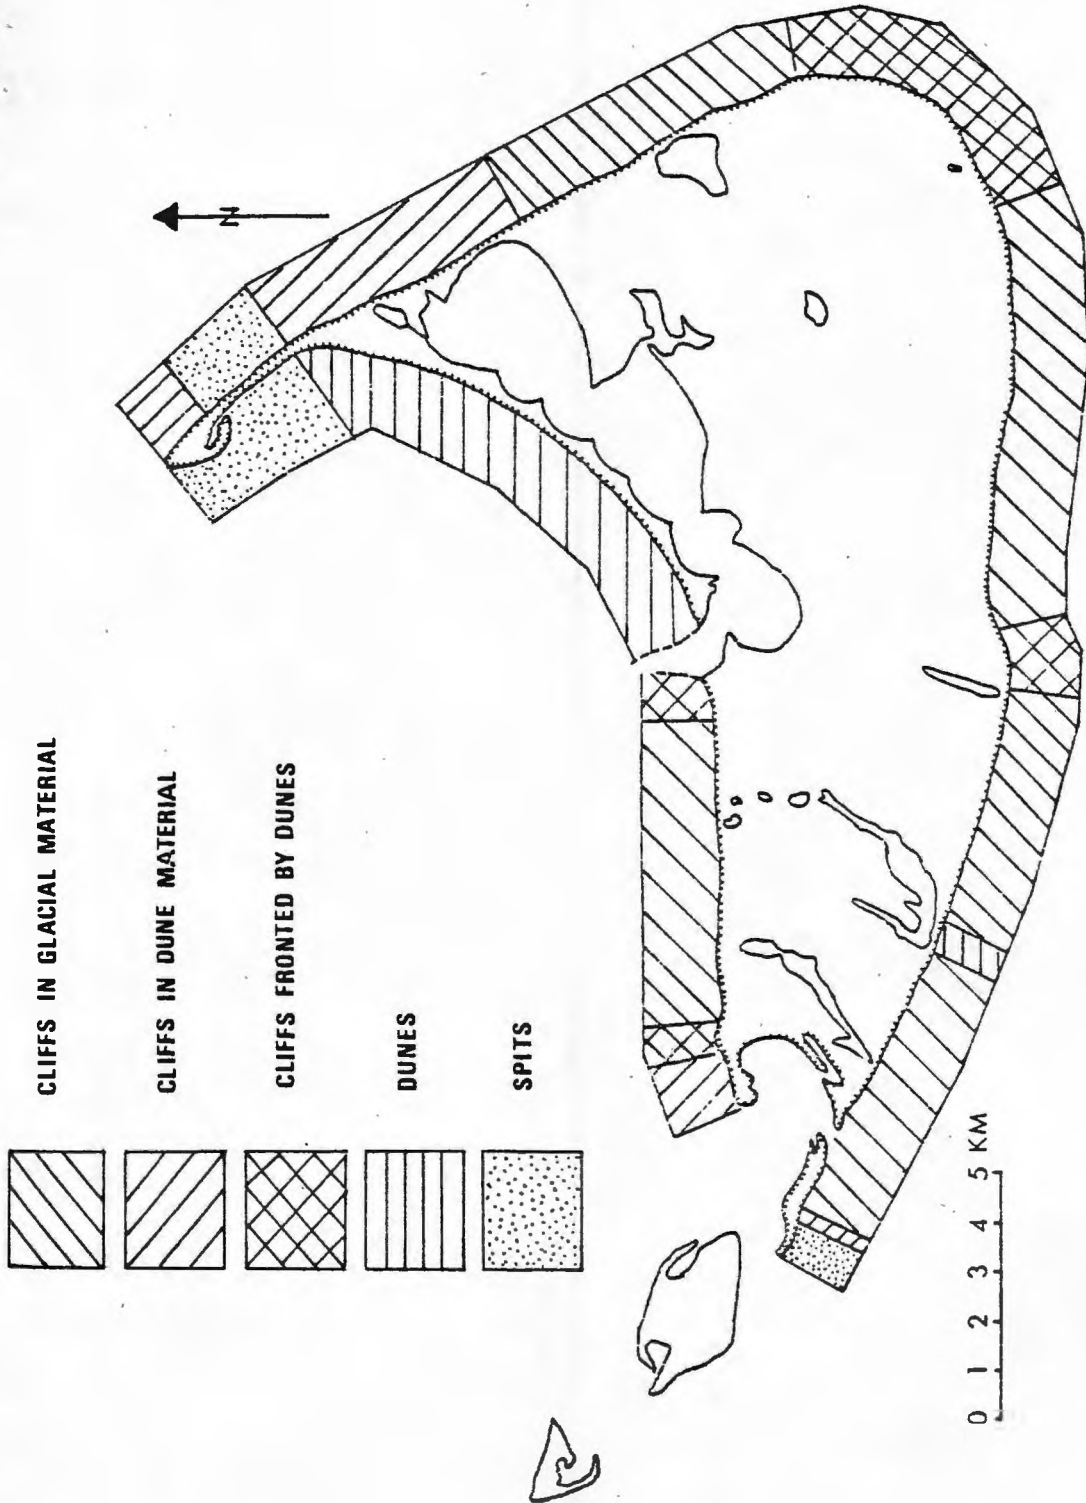 CLIFFS IN GLACIAL MATERIAL
CLIFFS IN DUNE MATERIAL
CLIFFS FRONTED BY DUNES
DUNES
SPITS
N
0 1 2 3 4 5 KM